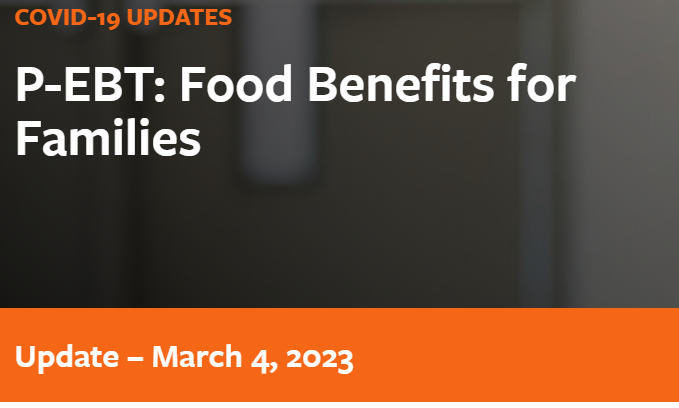 COVID-19 UPDATES
P-EBT: Food Benefits for
Families
Update – March 4, 2023